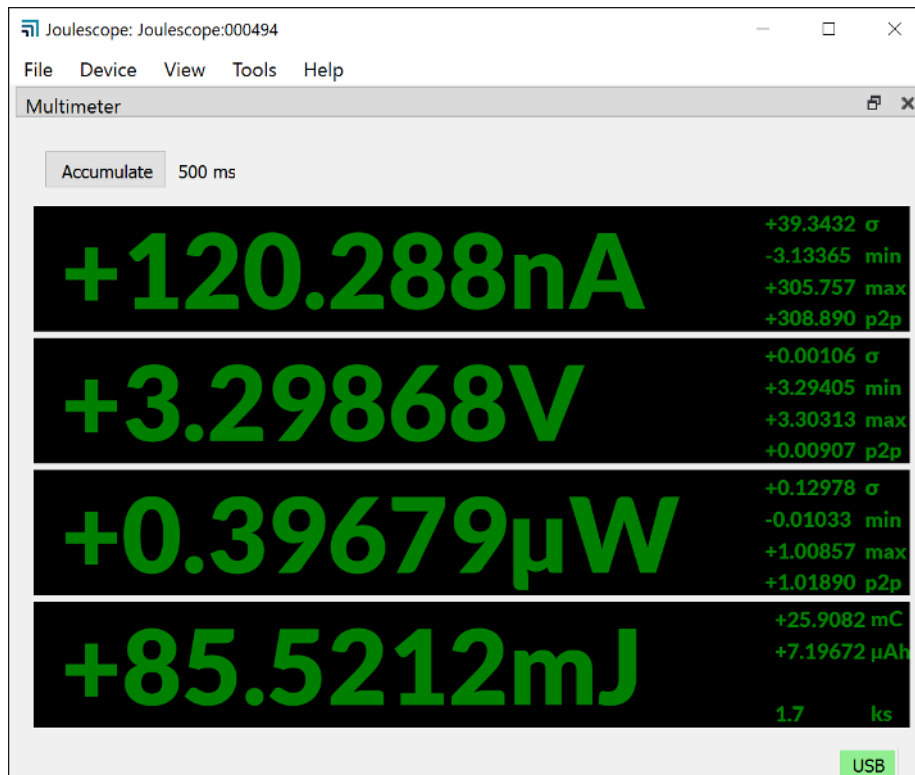 Joulescope: Joulescope:000494
File Device View Tools Help
Multimeter
Accumulate 500 ms
+120.288nA
+39.3432 σ
-3.13365 min
+305.757 max
+308.890 p2p
+3.29868V
+0.00106 σ
+3.29405 min
+3.30313 max
+0.00907 p2p
+0.39679µW
+0.12978 σ
-0.01033 min
+1.00857 max
+1.01890 p2p
+85.5212mJ
+25.9082 mC
+7.19672 µAh
1.7 ks
USB